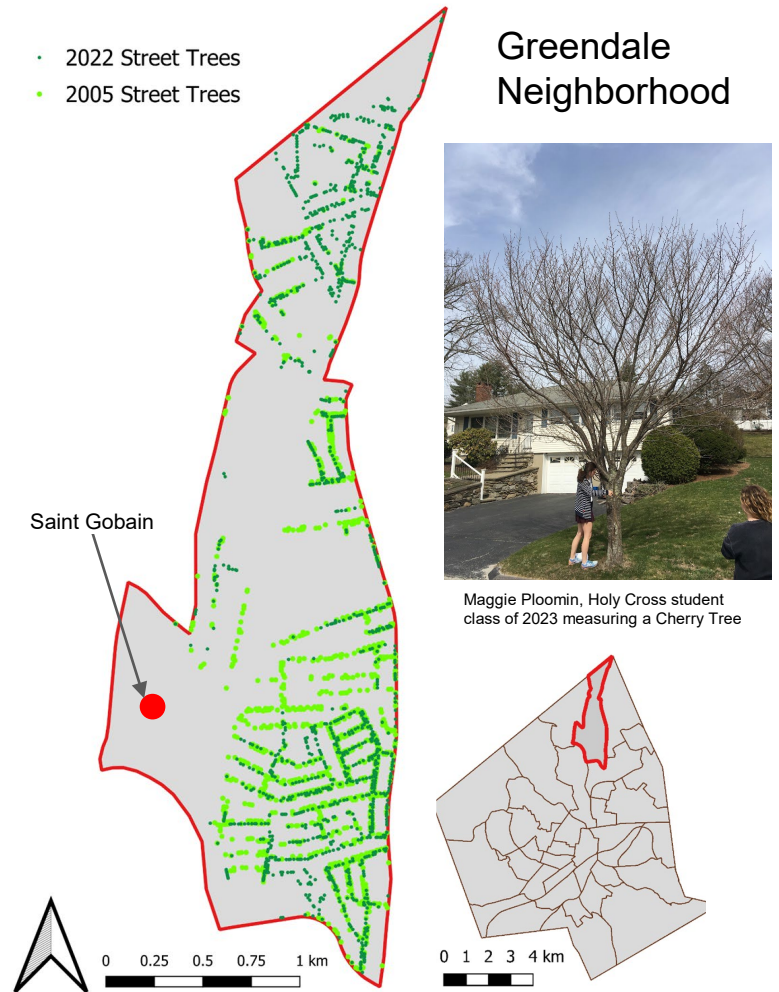 Greendale
Neighborhood
2022 Street Trees
2005 Street Trees
Saint Gobain
Maggie Ploomin, Holy Cross student
class of 2023 measuring a Cherry Tree
0 0.25 0.5 0.75 1 km
0 1 2 3 4 km